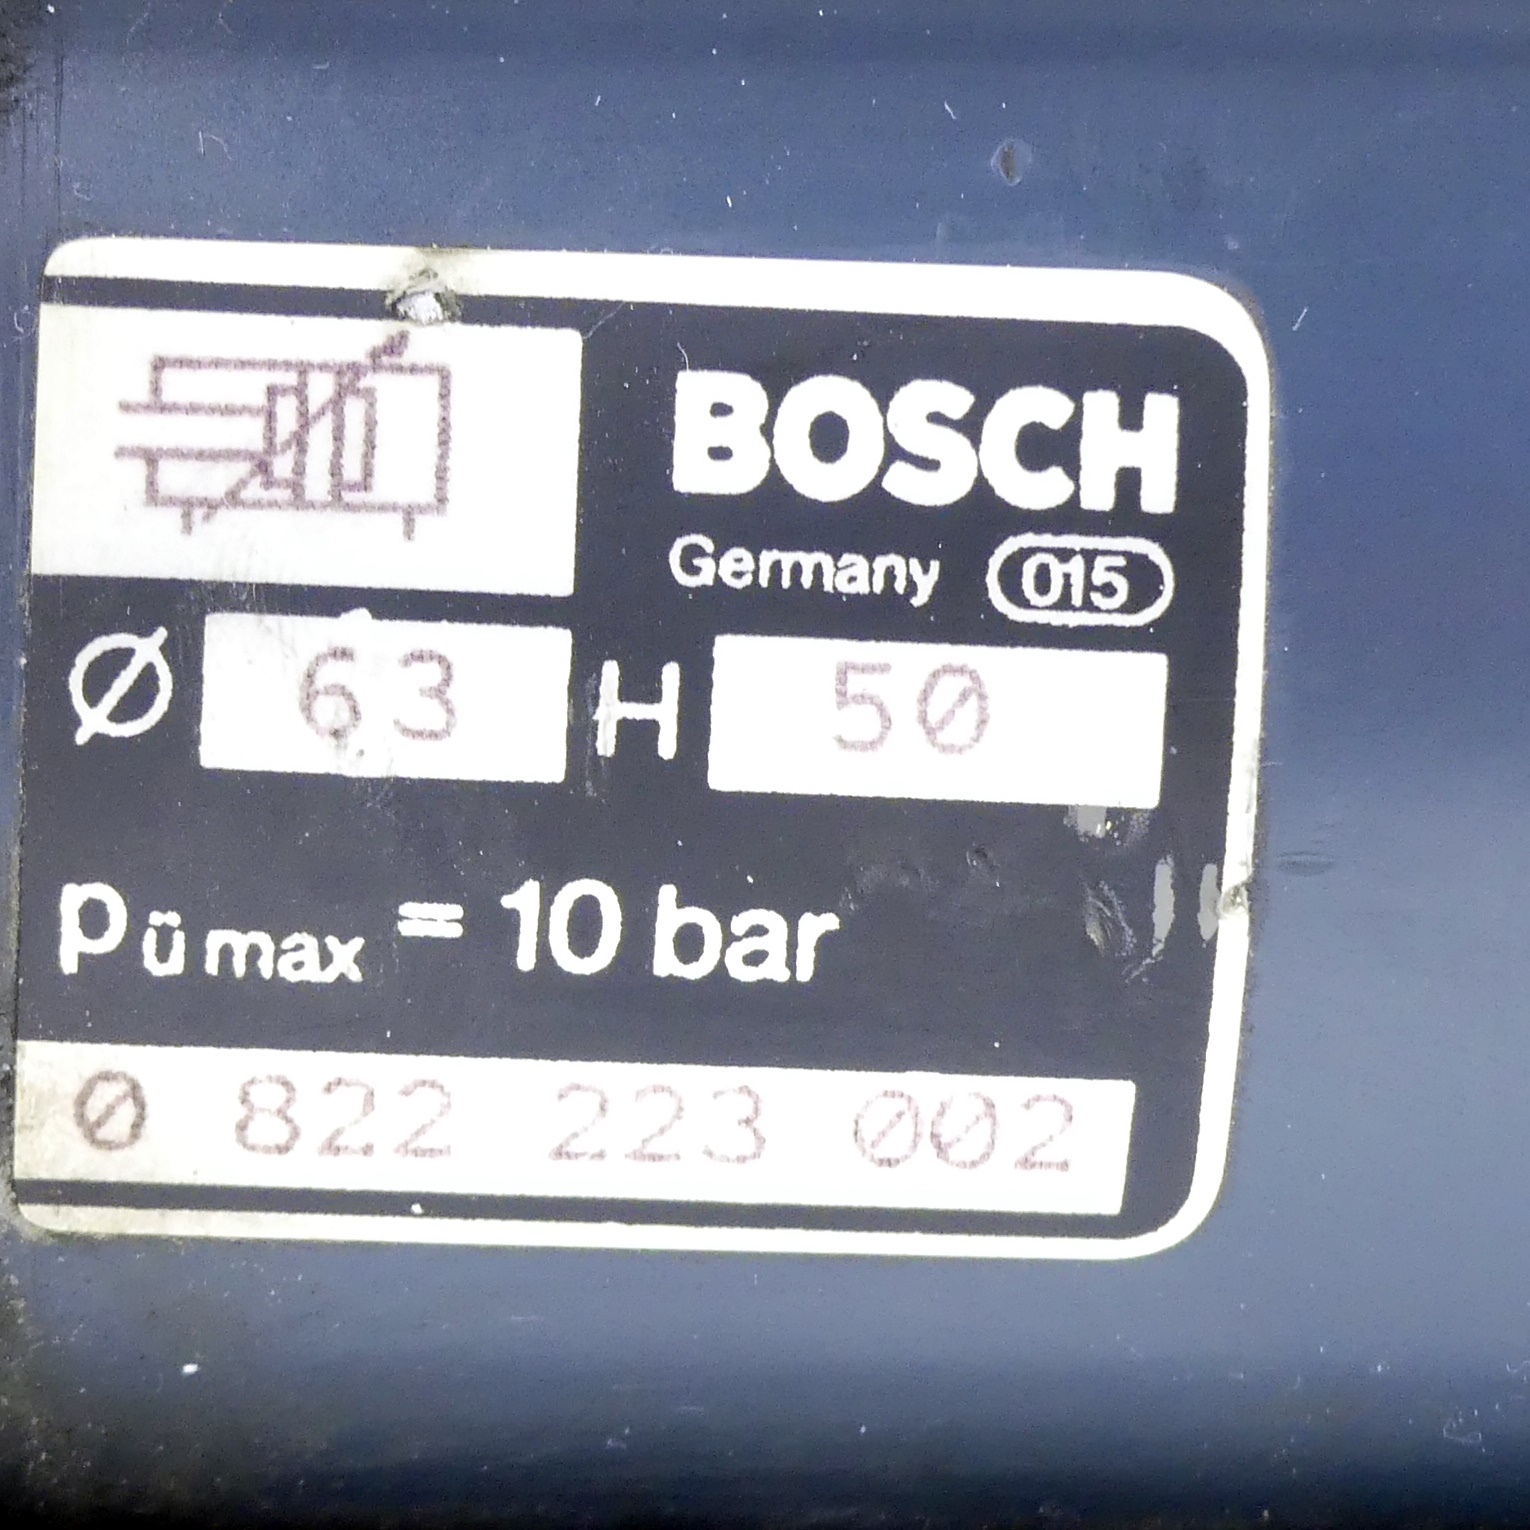 BOSCH
Germany 015
Ø 63 H 50
pü max = 10 bar
0 822 223 002